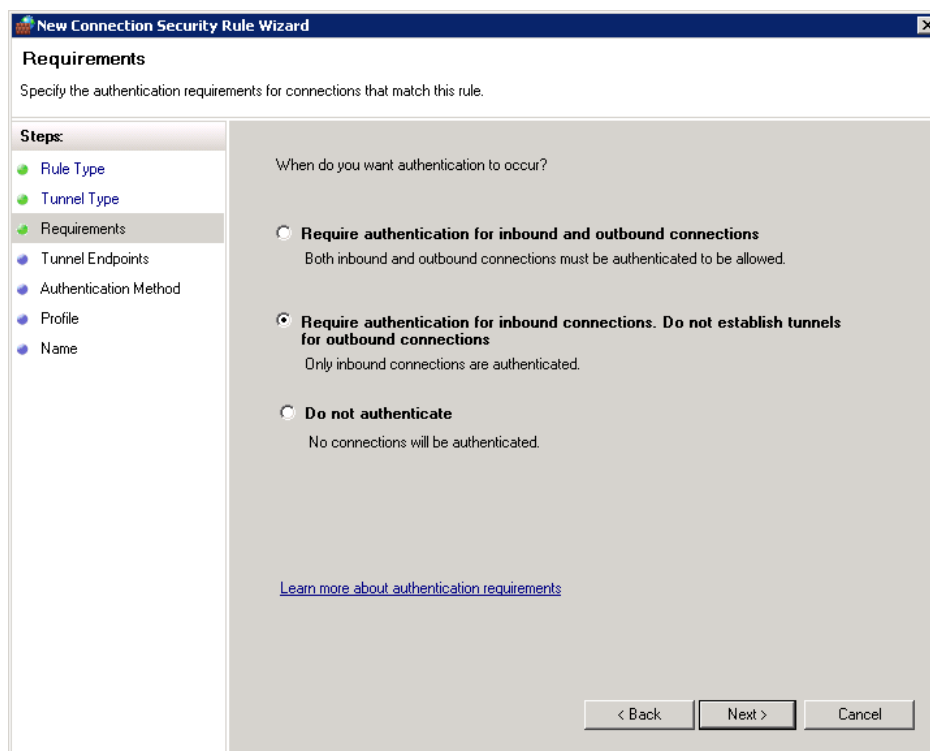 New Connection Security Rule Wizard
Requirements
Specify the authentication requirements for connections that match this rule.
Steps:
Rule Type
Tunnel Type
Requirements
Tunnel Endpoints
Authentication Method
Profile
Name
When do you want authentication to occur?
Require authentication for inbound and outbound connections
Both inbound and outbound connections must be authenticated to be allowed.
Require authentication for inbound connections. Do not establish tunnels
for outbound connections
Only inbound connections are authenticated.
Do not authenticate
No connections will be authenticated.
Learn more about authentication requirements
< Back
Next >
Cancel